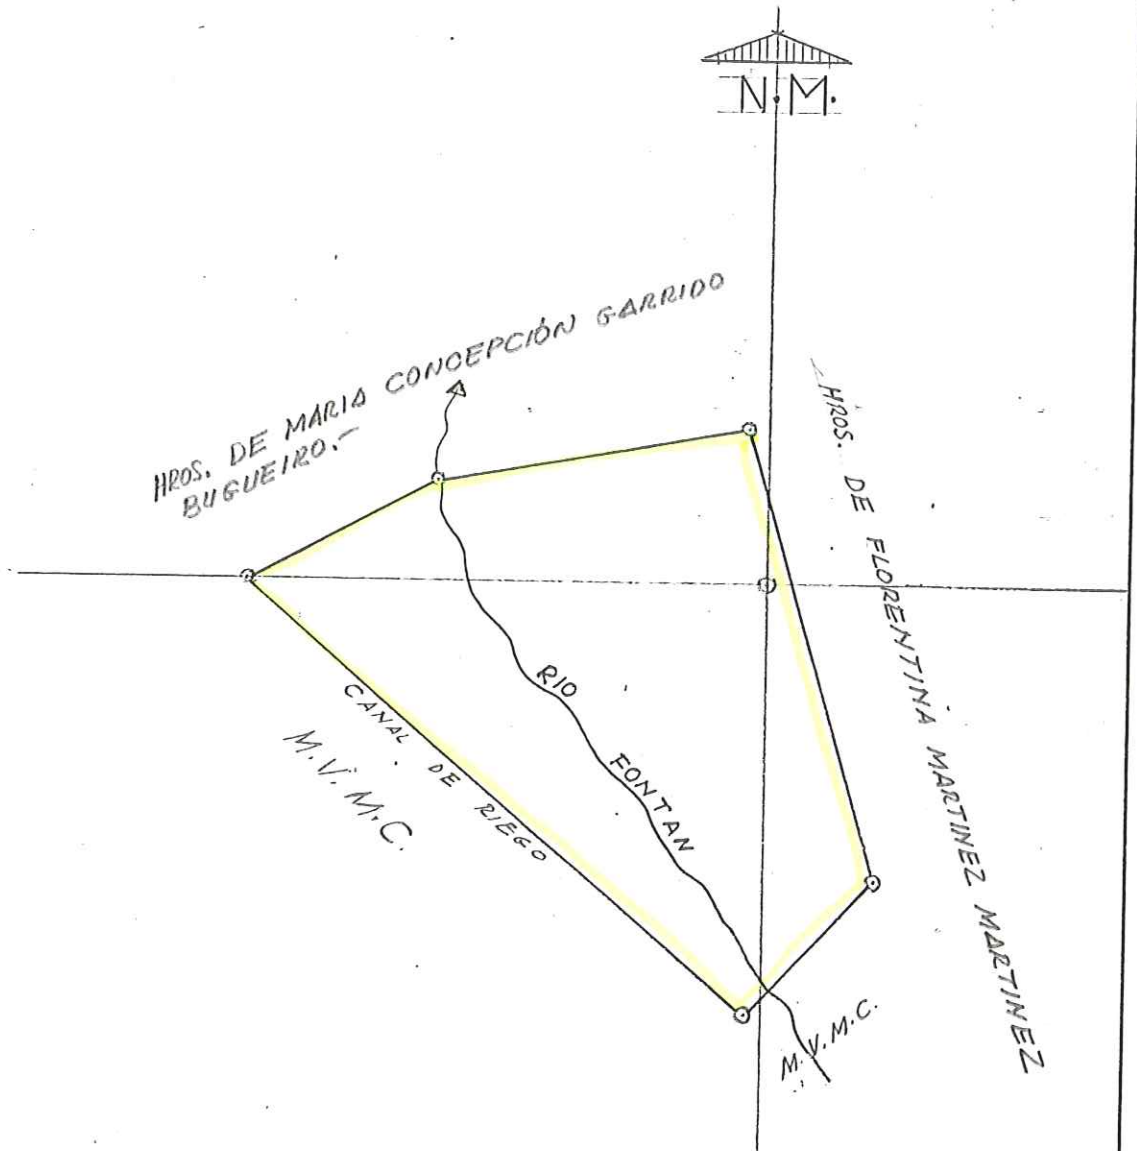 N.M.
HROS. DE MARIA CONCEPCIÓN GARRIDO
BUGUEIRO.-
HROS. DE FLORENTINA MARTINEZ MARTINEZ
RIO FONTAN
CANAL DE RIEGO
M.V.M.C.
M.V.M.C.